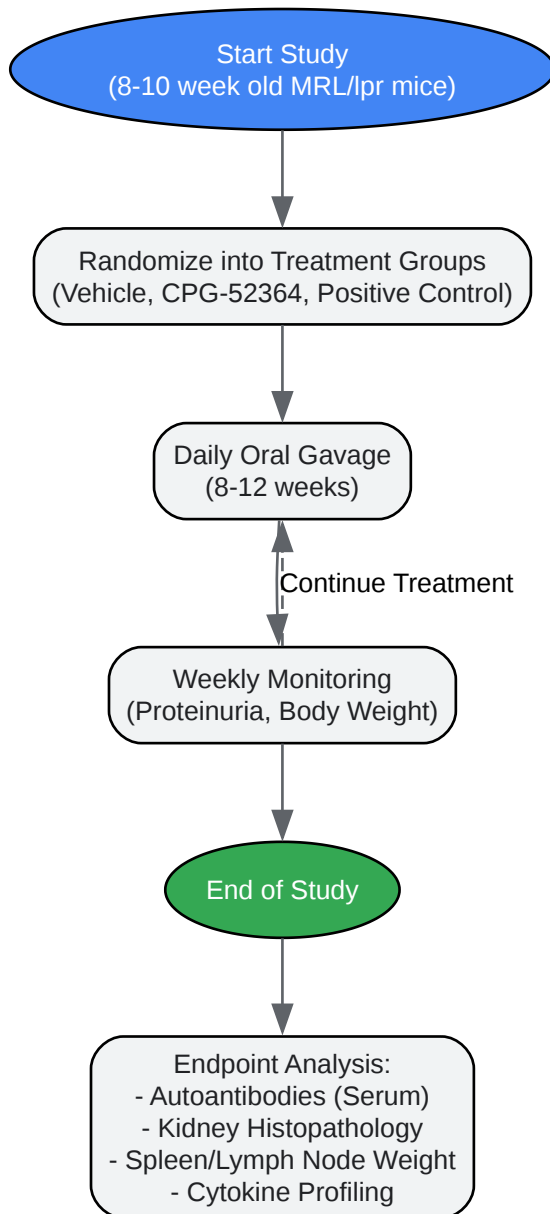 Start Study
(8-10 week old MRL/lpr mice)
Randomize into Treatment Groups
(Vehicle, CPG-52364, Positive Control)
Daily Oral Gavage
(8-12 weeks)
Continue Treatment
Weekly Monitoring
(Proteinuria, Body Weight)
End of Study
Endpoint Analysis:
- Autoantibodies (Serum)
- Kidney Histopathology
- Spleen/Lymph Node Weight
- Cytokine Profiling